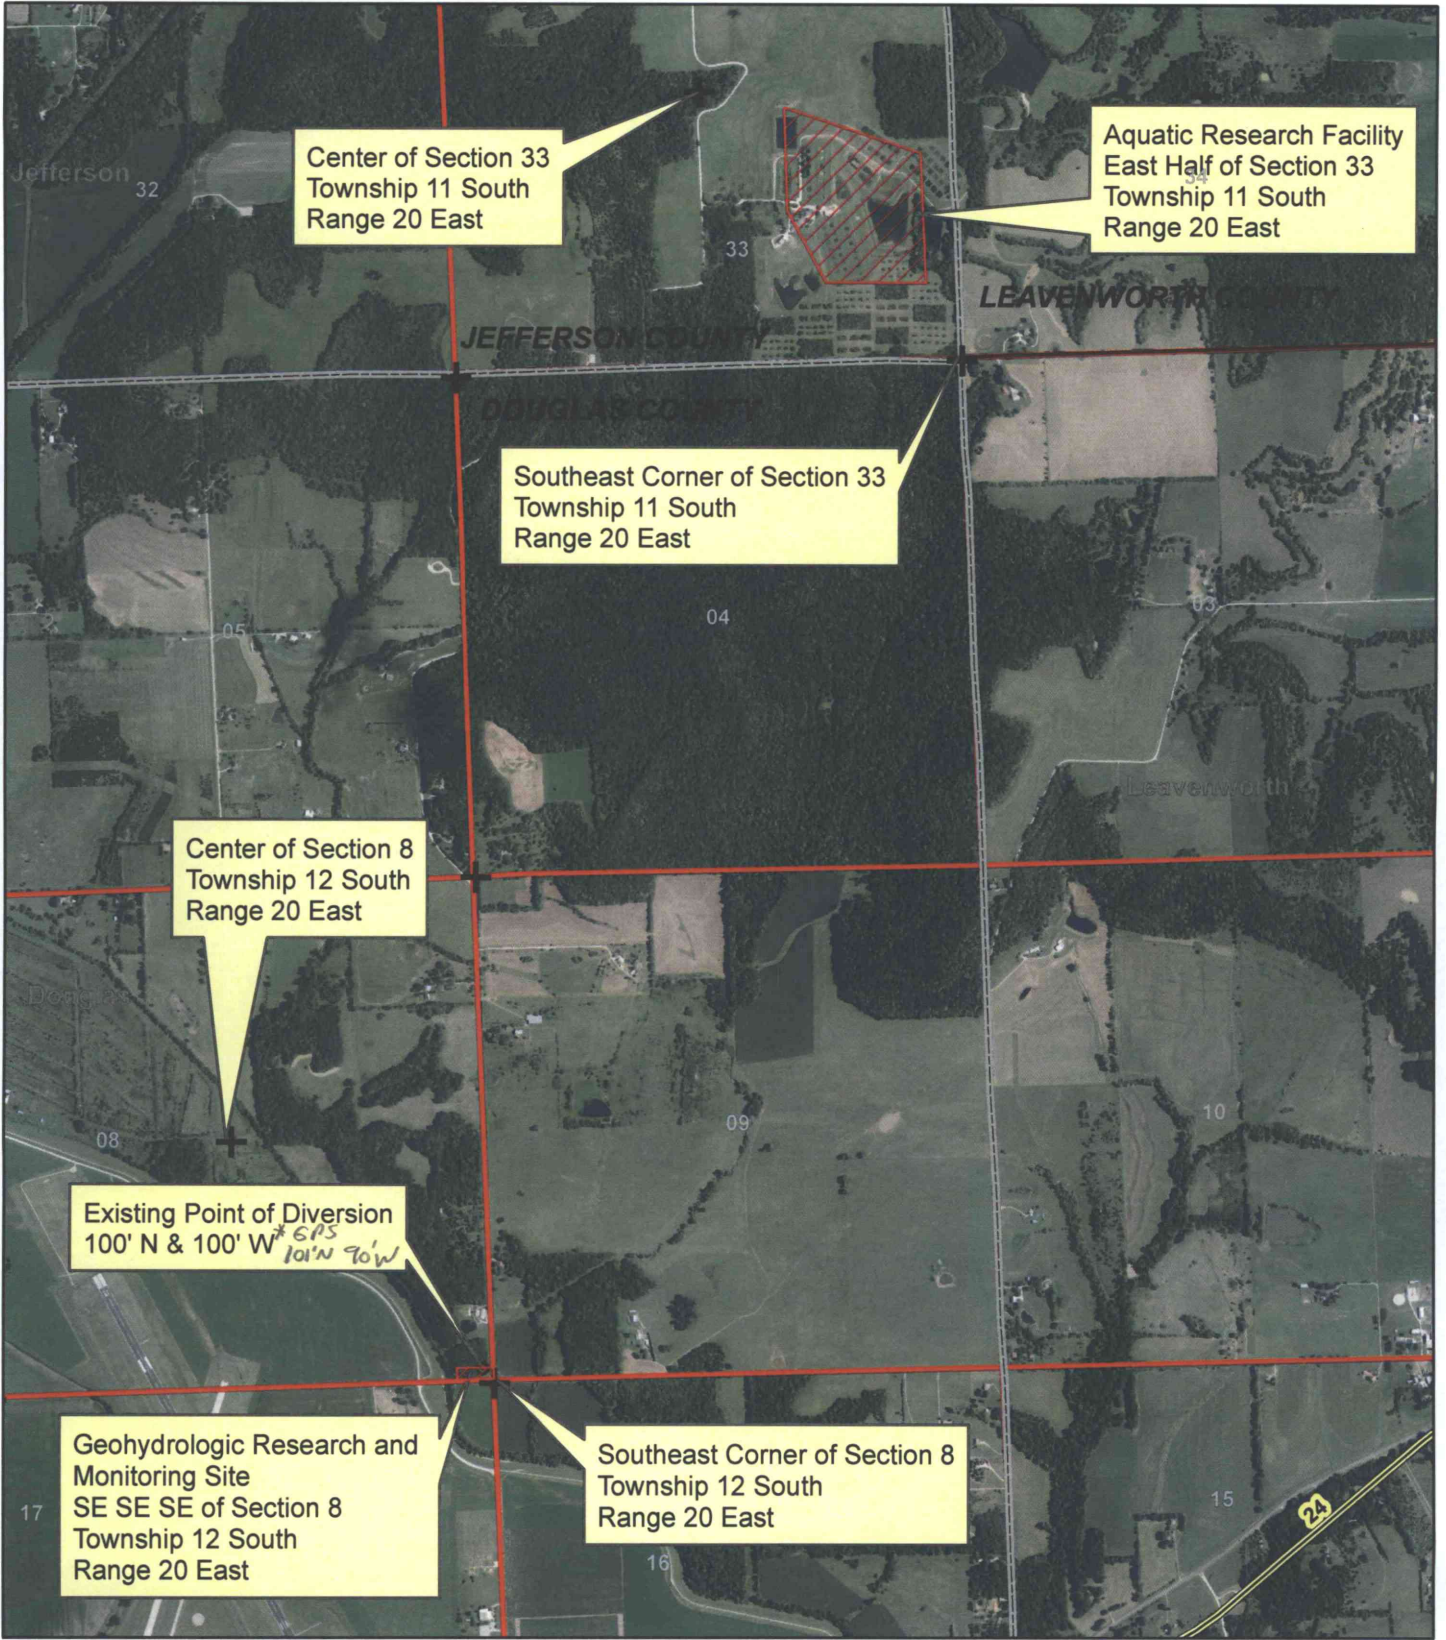 Center of Section 33
Township 11 South
Range 20 East
Aquatic Research Facility
East Half of Section 33
Township 11 South
Range 20 East
34
Jefferson
32
33
LEAVENWORTH COUNTY
JEFFERSON COUNTY
DOUGLAS COUNTY
Southeast Corner of Section 33
Township 11 South
Range 20 East
04
03
05
Leavenworth
Center of Section 8
Township 12 South
Range 20 East
Douglas
08
09
10
Existing Point of Diversion
100' N & 100' W
* GPS
101'N 90'W
Geohydrologic Research and
Monitoring Site
SE SE SE of Section 8
Township 12 South
Range 20 East
Southeast Corner of Section 8
Township 12 South
Range 20 East
17
16
15
24